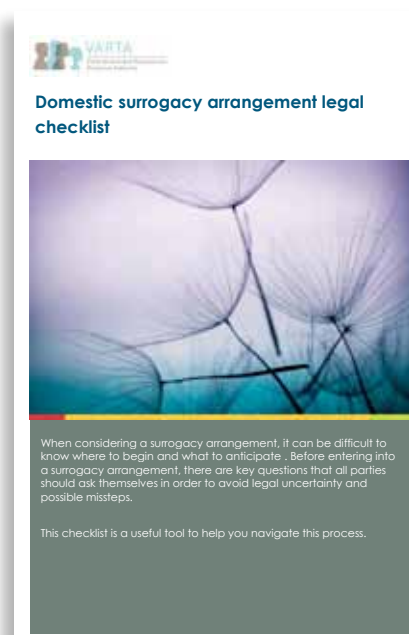 VARTA
Domestic surrogacy arrangement legal
checklist
When considering a surrogacy arrangement, it can be difficult to
know where to begin and what to anticipate . Before entering into
a surrogacy arrangement, there are key questions that all parties
should ask themselves in order to avoid legal uncertainty and
possible missteps.
This checklist is a useful tool to help you navigate this process.